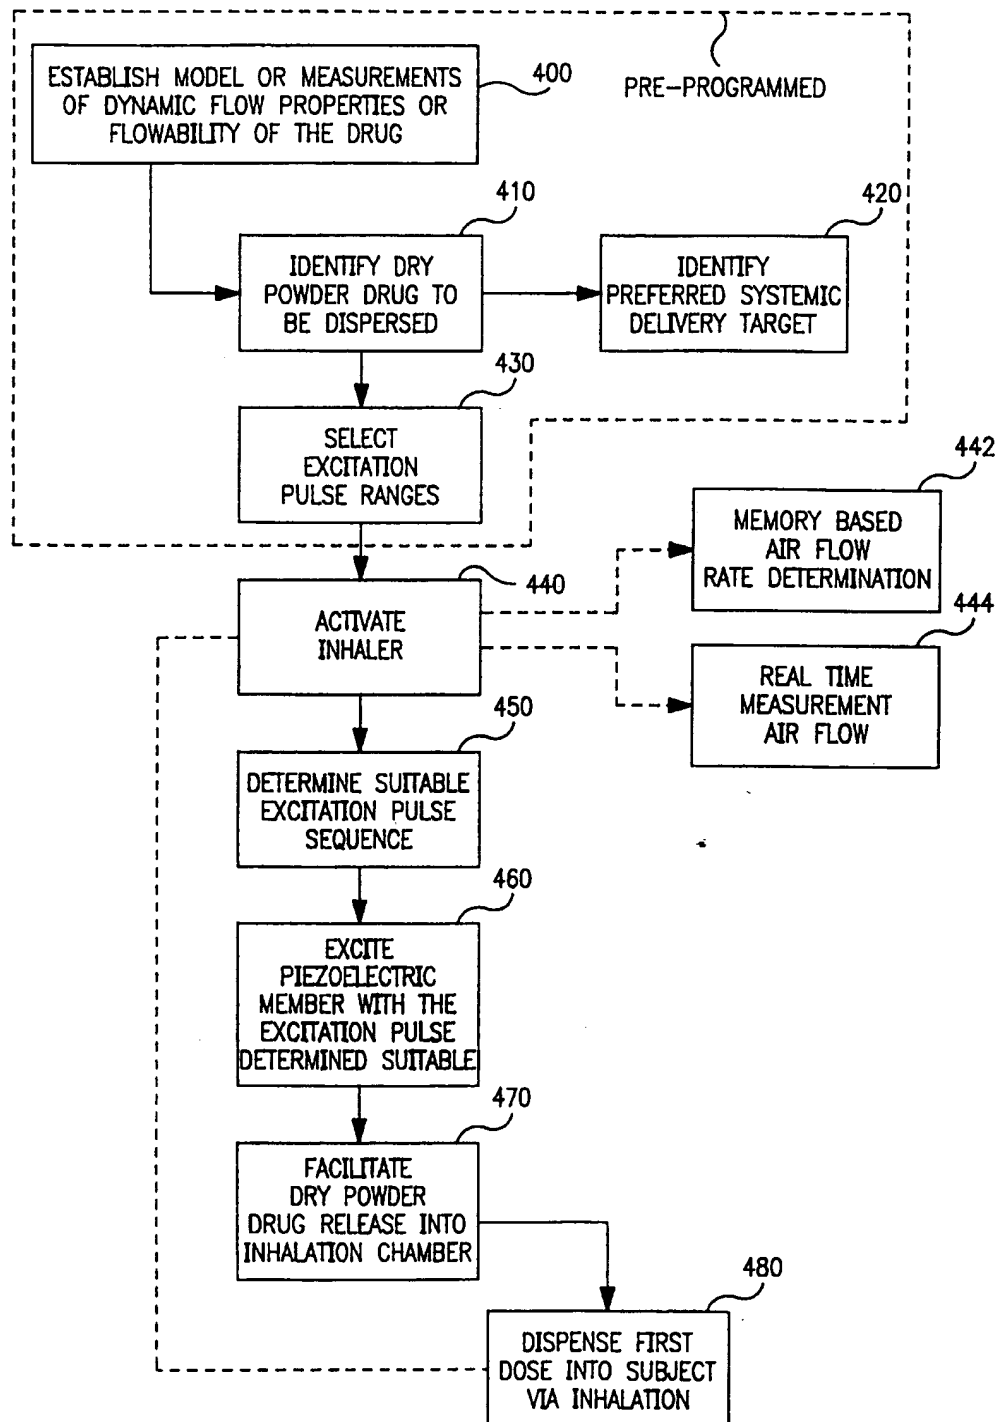 ESTABLISH MODEL OR MEASUREMENTS
OF DYNAMIC FLOW PROPERTIES OR
FLOWABILITY OF THE DRUG
400
PRE-PROGRAMMED
410
IDENTIFY DRY
POWDER DRUG TO
BE DISPERSED
420
IDENTIFY
PREFERRED SYSTEMIC
DELIVERY TARGET
430
SELECT
EXCITATION
PULSE RANGES
442
MEMORY BASED
AIR FLOW
RATE DETERMINATION
440
ACTIVATE
INHALER
444
REAL TIME
MEASUREMENT
AIR FLOW
450
DETERMINE SUITABLE
EXCITATION PULSE
SEQUENCE
460
EXCITE
PIEZOELECTRIC
MEMBER WITH THE
EXCITATION PULSE
DETERMINED SUITABLE
470
FACILITATE
DRY POWDER
DRUG RELEASE INTO
INHALATION CHAMBER
480
DISPENSE FIRST
DOSE INTO SUBJECT
VIA INHALATION